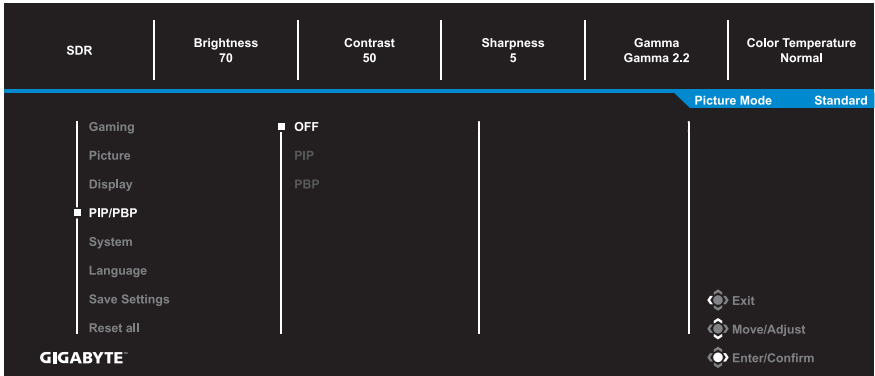 SDR
Brightness
70
Contrast
50
Sharpness
5
Gamma
Gamma 2.2
Color Temperature
Normal
Picture Mode Standard
Gaming
Picture
Display
PIP/PBP
System
Language
Save Settings
Reset all
OFF
PIP
PBP
Exit
Move/Adjust
Enter/Confirm
GIGABYTE™